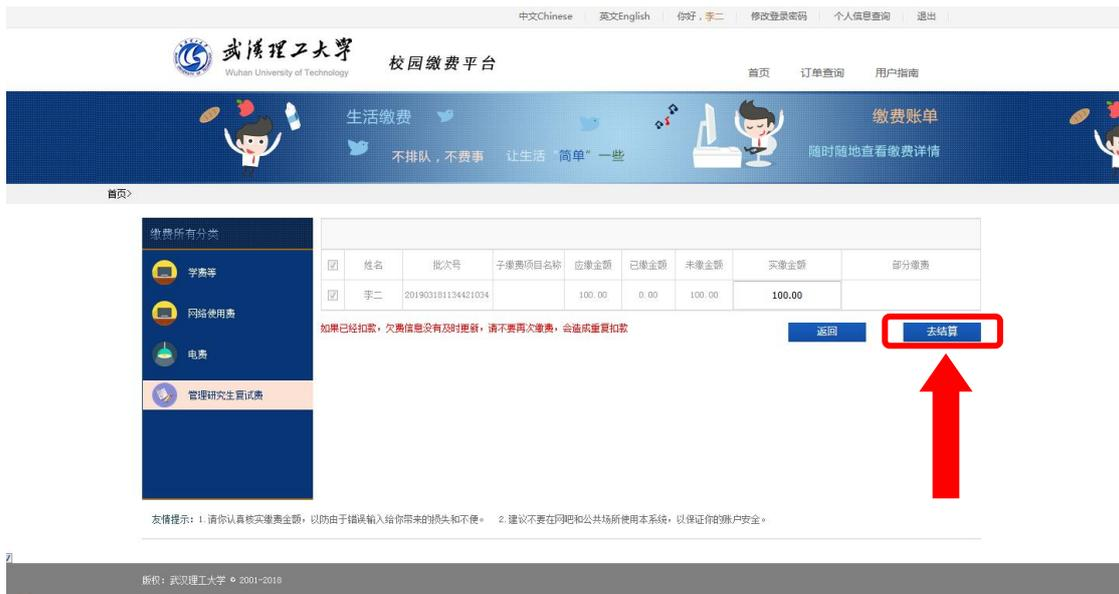 中文Chinese 英文English 你好，李二 修改登录密码 个人信息查询 退出
武汉理工大学
Wuhan University of Technology
校园缴费平台
首页 订单查询 用户指南
生活缴费
不排队，不费事 让生活“简单”一些
缴费账单
随时随地查看缴费详情
首页>
缴费所有分类
学费等
网络使用费
电费
管理研究生复试费
姓名 批次号 子缴费项目名称 应缴金额 已缴金额 未缴金额 实缴金额 部分缴费
李二 201903181134421034 100.00 0.00 100.00 100.00
如果已经扣款，欠费信息没有及时更新，请不要再次缴费，会造成重复扣款
返回 去结算
友情提示：1.请你认真核实缴费金额，以防由于错误输入给你带来的损失和不便。 2.建议不要在网吧和公共场所使用本系统，以保证你的账户安全。
版权：武汉理工大学 © 2001-2018